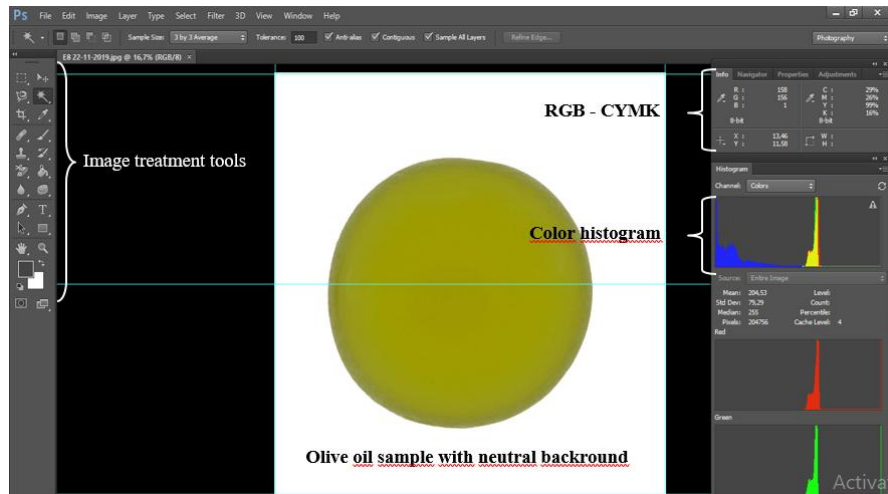 Ps File Edit Image Layer Type Select Filter 3D View Window Help
Sample Size: 3 by 3 Average Tolerance: 100 Anti-alias Contiguous Sample All Layers Refine Edge... Photography
E8 22-11-2019.jpg @ 16,7% (RGB/8) ×
Image treatment tools
RGB - CYMK
Color histogram
Olive oil sample with neutral backround
Info Navigator Properties Adjustments
R : 158 C : 29%
G : 156 M : 26%
B : 1 Y : 99%
K : 16%
8-bit 8-bit
X : 13,46 W :
Y : 11,58 H :
Histogram
Channel: Colors
Source: Entire Image
Mean: 204,53 Level:
Std Dev: 79,29 Count:
Median: 255 Percentile:
Pixels: 204756 Cache Level: 4
Red
Green
Activa